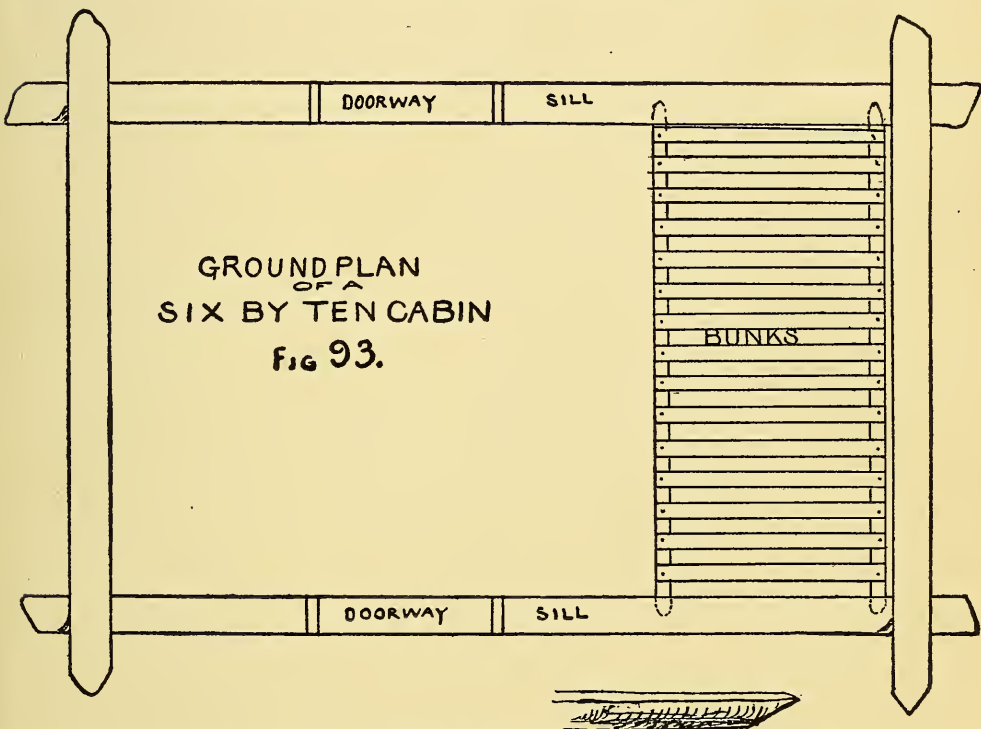 DOORWAY SILL
GROUND PLAN
OF A
SIX BY TEN CABIN
FIG 93.
BUNKS
DOORWAY SILL